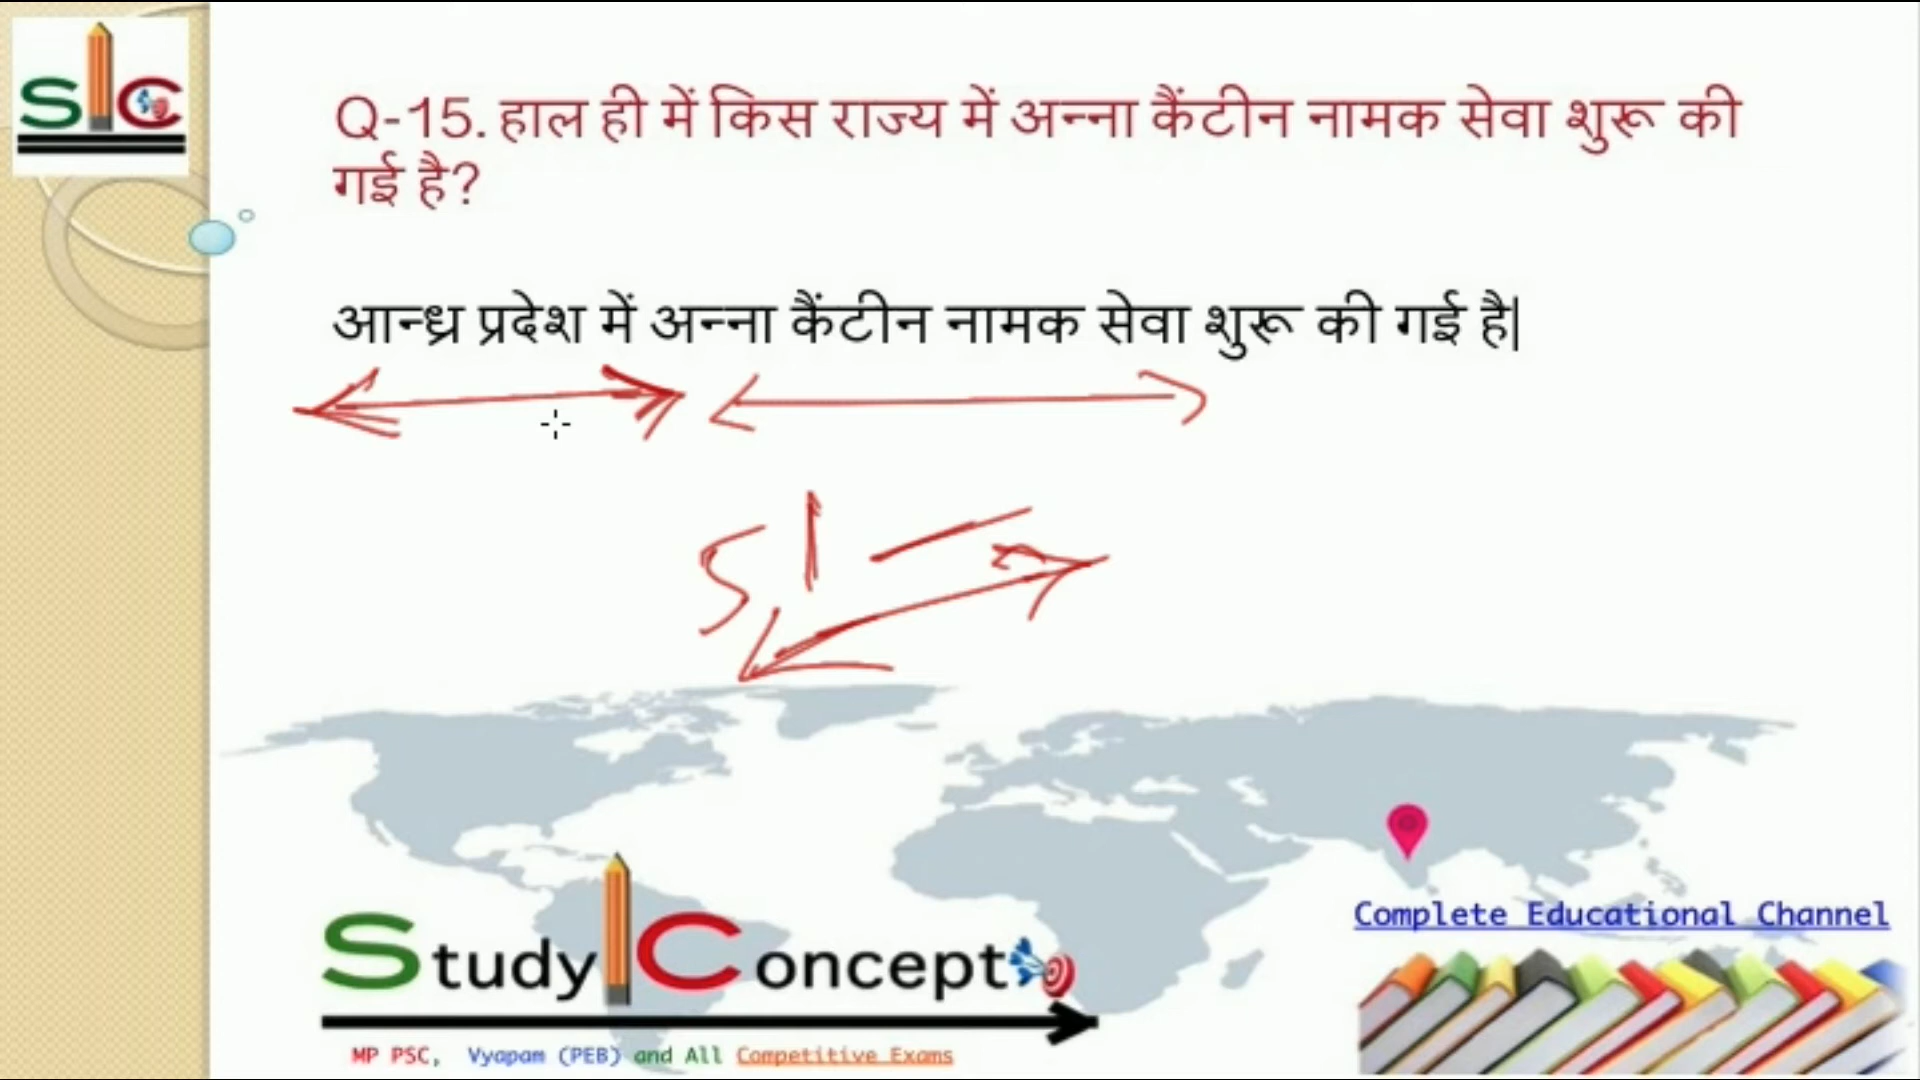 SIC
Q-15. हाल ही में किस राज्य में अन्ना कैंटीन नामक सेवा शुरू की
गई है?
आन्ध्र प्रदेश में अन्ना कैंटीन नामक सेवा शुरू की गई है|
51
Complete Educational Channel
Study Concept
MP PSC, Vyapam (PEB) and All Competitive Exams